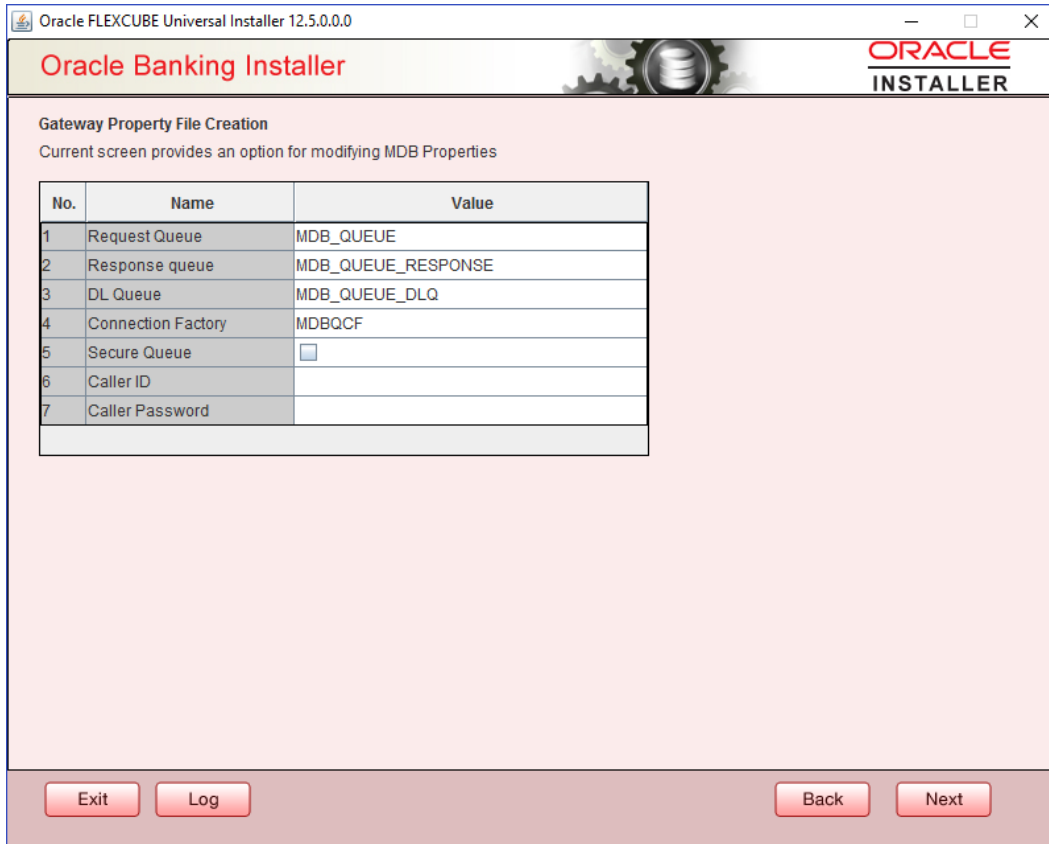 Oracle FLEXCUBE Universal Installer 12.5.0.0.0
Oracle Banking Installer
ORACLE
INSTALLER
Gateway Property File Creation
Current screen provides an option for modifying MDB Properties
No. Name Value
1 Request Queue MDB_QUEUE
2 Response queue MDB_QUEUE_RESPONSE
3 DL Queue MDB_QUEUE_DLQ
4 Connection Factory MDBQCF
5 Secure Queue
6 Caller ID
7 Caller Password
Exit Log Back Next